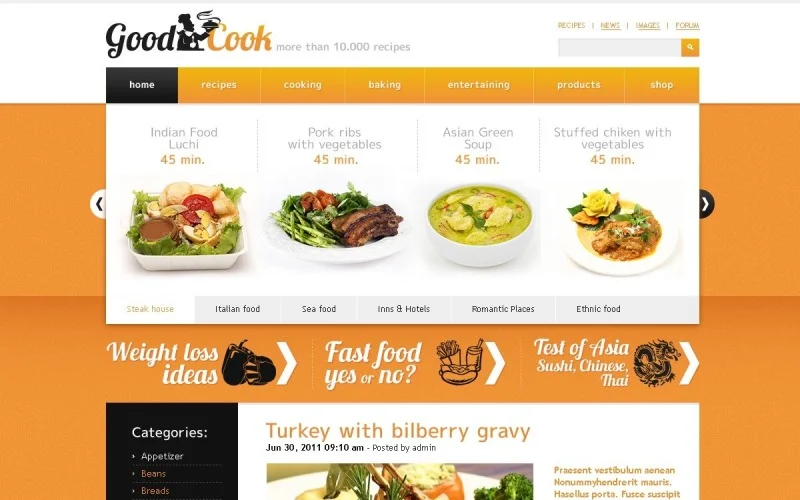 Good Cook
more than 10.000 recipes
RECIPES | NEWS | IMAGES | FORUM
home recipes cooking baking entertaining products shop
Indian Food
Luchi
45 min.
Pork ribs
with vegetables
45 min.
Asian Green
Soup
45 min.
Stuffed chiken with
vegetables
45 min.
Steak house Italian food Sea food Inns & Hotels Romantic Places Ethnic food
Weight loss
ideas
Fast food
yes or no?
Test of Asia
Sushi, Chinese,
Thai
Categories:
Appetizer
Beans
Breads
Turkey with bilberry gravy
Jun 30, 2011 09:10 am - Posted by admin
Praesent vestibulum aenean
Nonummyhendrerit mauris.
Hasellus porta. Fusce suscipit